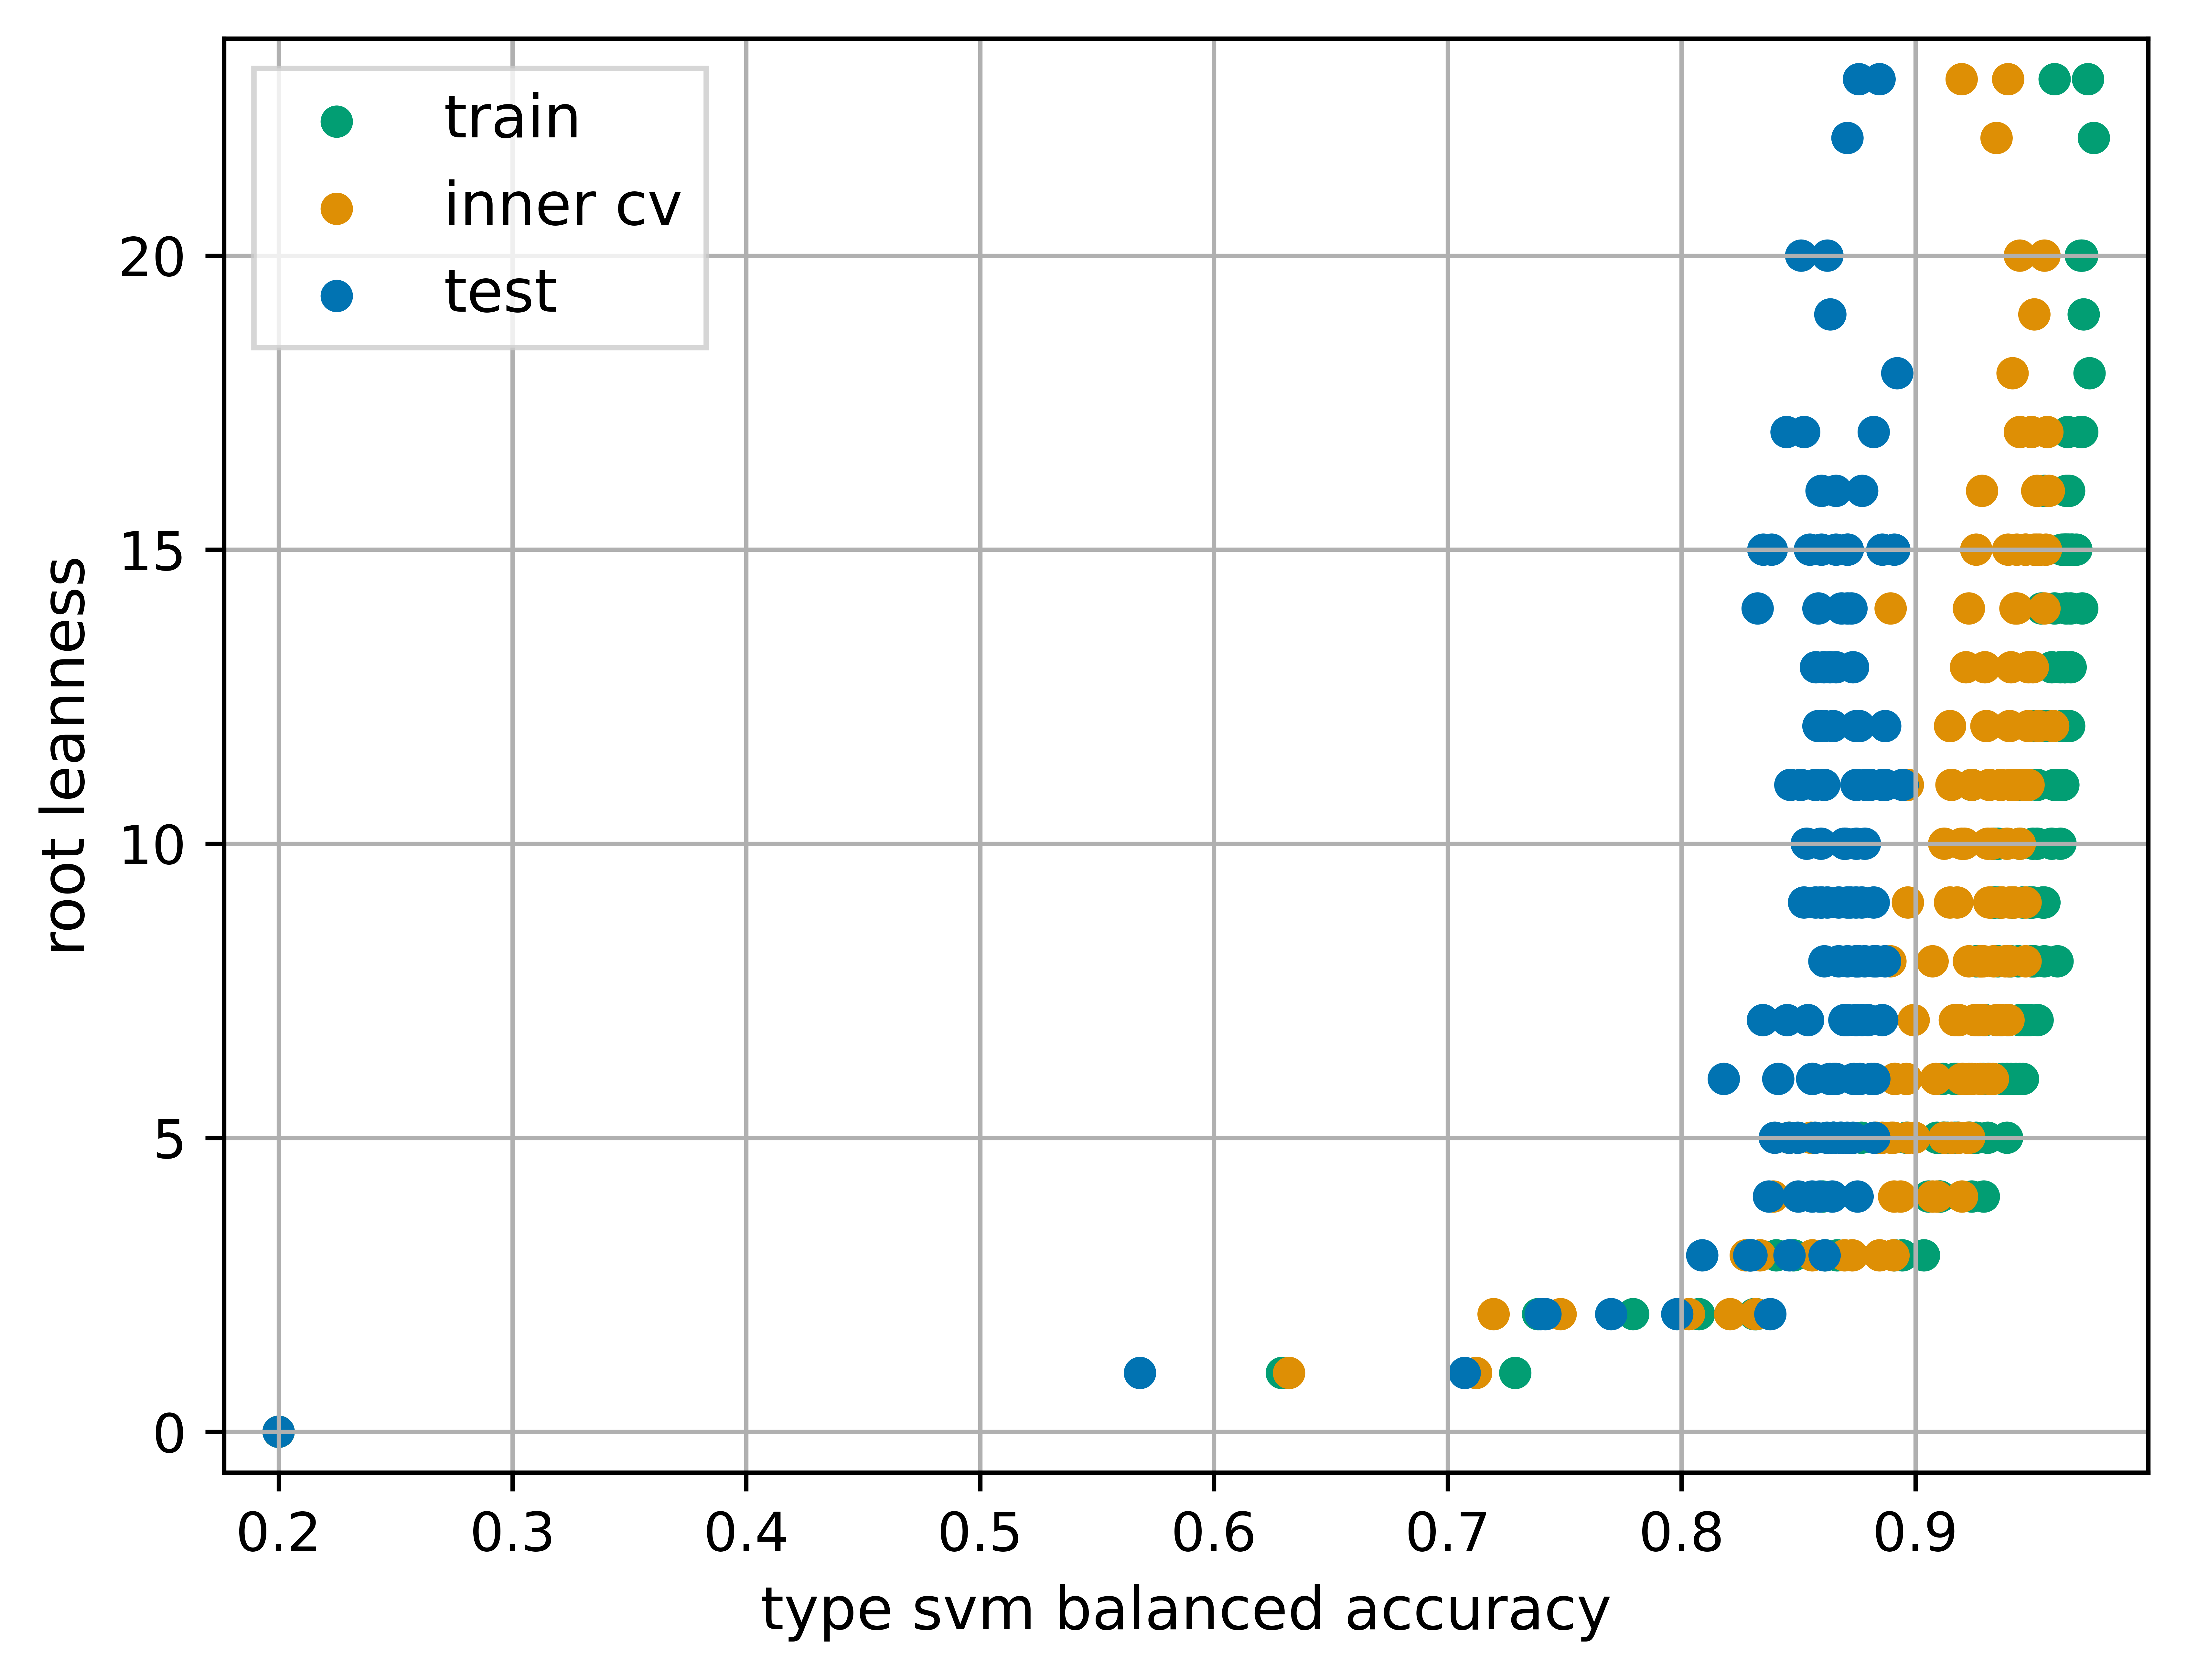 train
inner cv
test
20
15
10
5
0
root leanness
0.2 0.3 0.4 0.5 0.6 0.7 0.8 0.9
type svm balanced accuracy